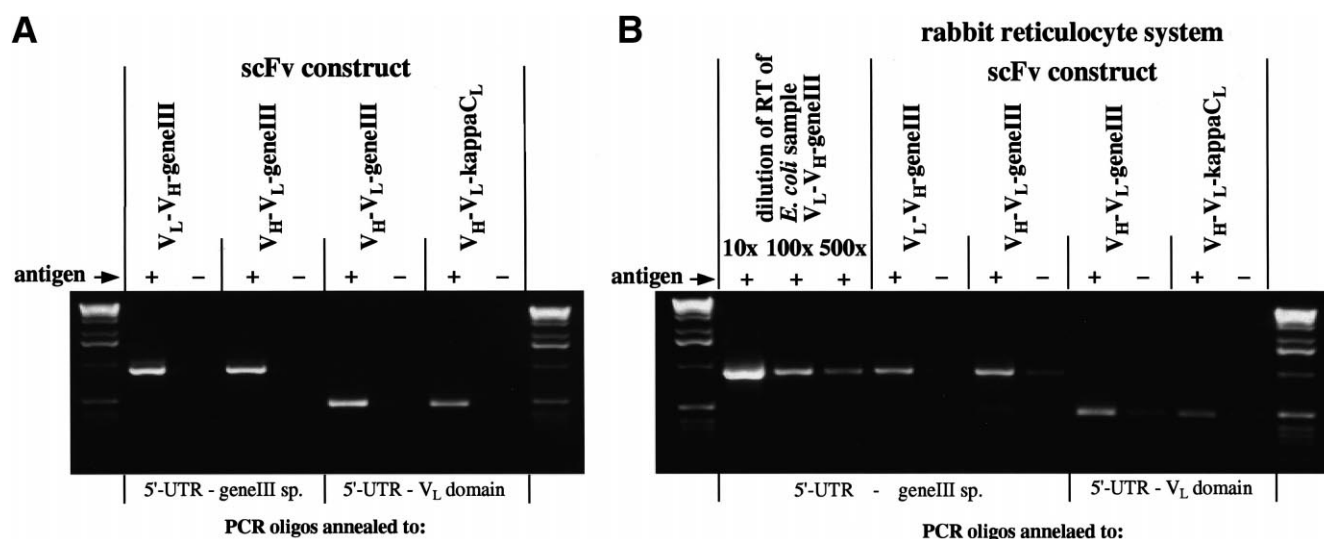 A
scFv construct
VL-VH-geneIII
VH-VL-geneIII
VH-VL-geneIII
VH-VL-kappaCL
antigen → + − + − + − + −
5'-UTR - geneIII sp.
5'-UTR - VL domain
PCR oligos annealed to:
B
rabbit reticulocyte system
scFv construct
dilution of RT of
E. coli sample
VL-VH-geneIII
10x 100x 500x
VL-VH-geneIII
VH-VL-geneIII
VH-VL-geneIII
VH-VL-kappaCL
antigen → + + + + − + − + − + −
5'-UTR - geneIII sp.
5'-UTR - VL domain
PCR oligos annelaed to: